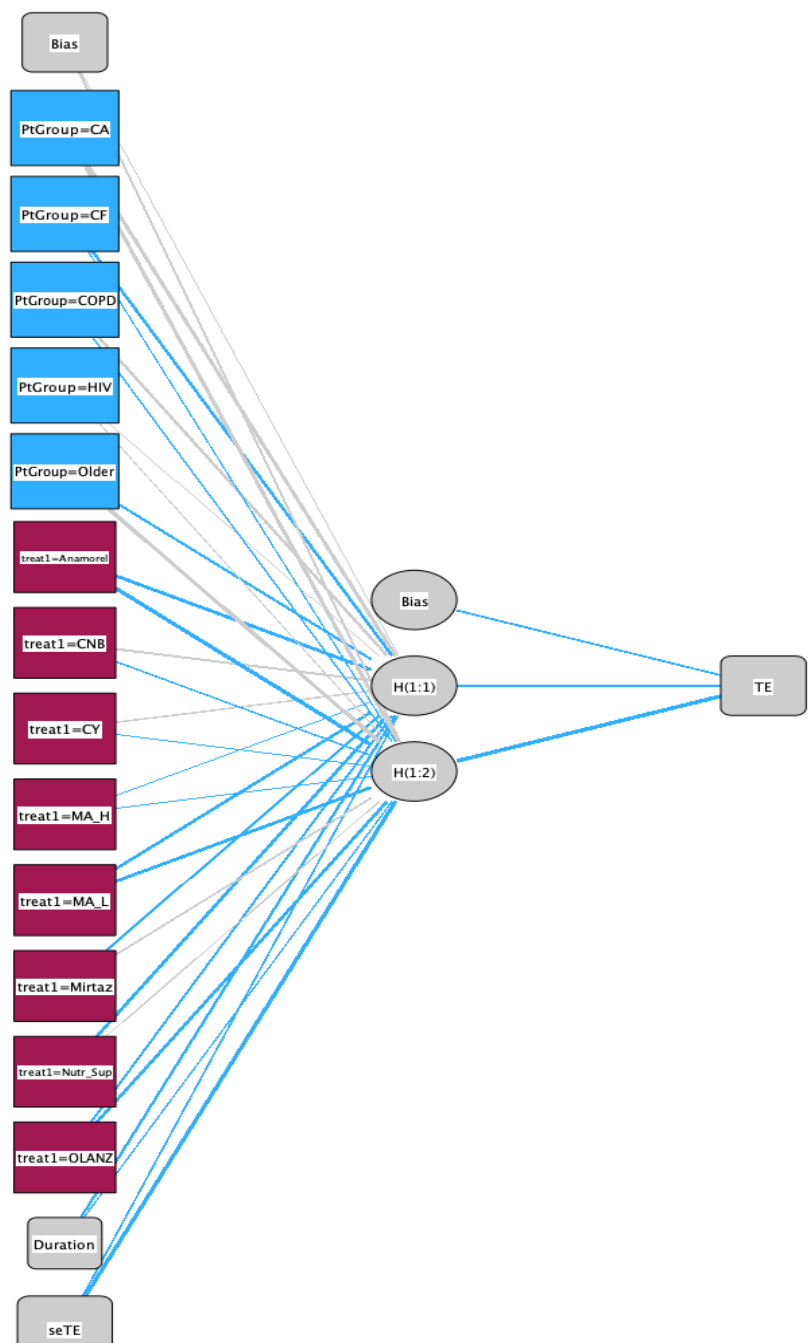 Bias
PtGroup=CA
PtGroup=CF
PtGroup=COPD
PtGroup=HIV
PtGroup=Older
treat1=Anamorel
treat1=CNB
treat1=CY
treat1=MA_H
treat1=MA_L
treat1=Mirtaz
treat1=Nutr_Sup
treat1=OLANZ
Duration
seTE
Bias
H(1:1)
H(1:2)
TE